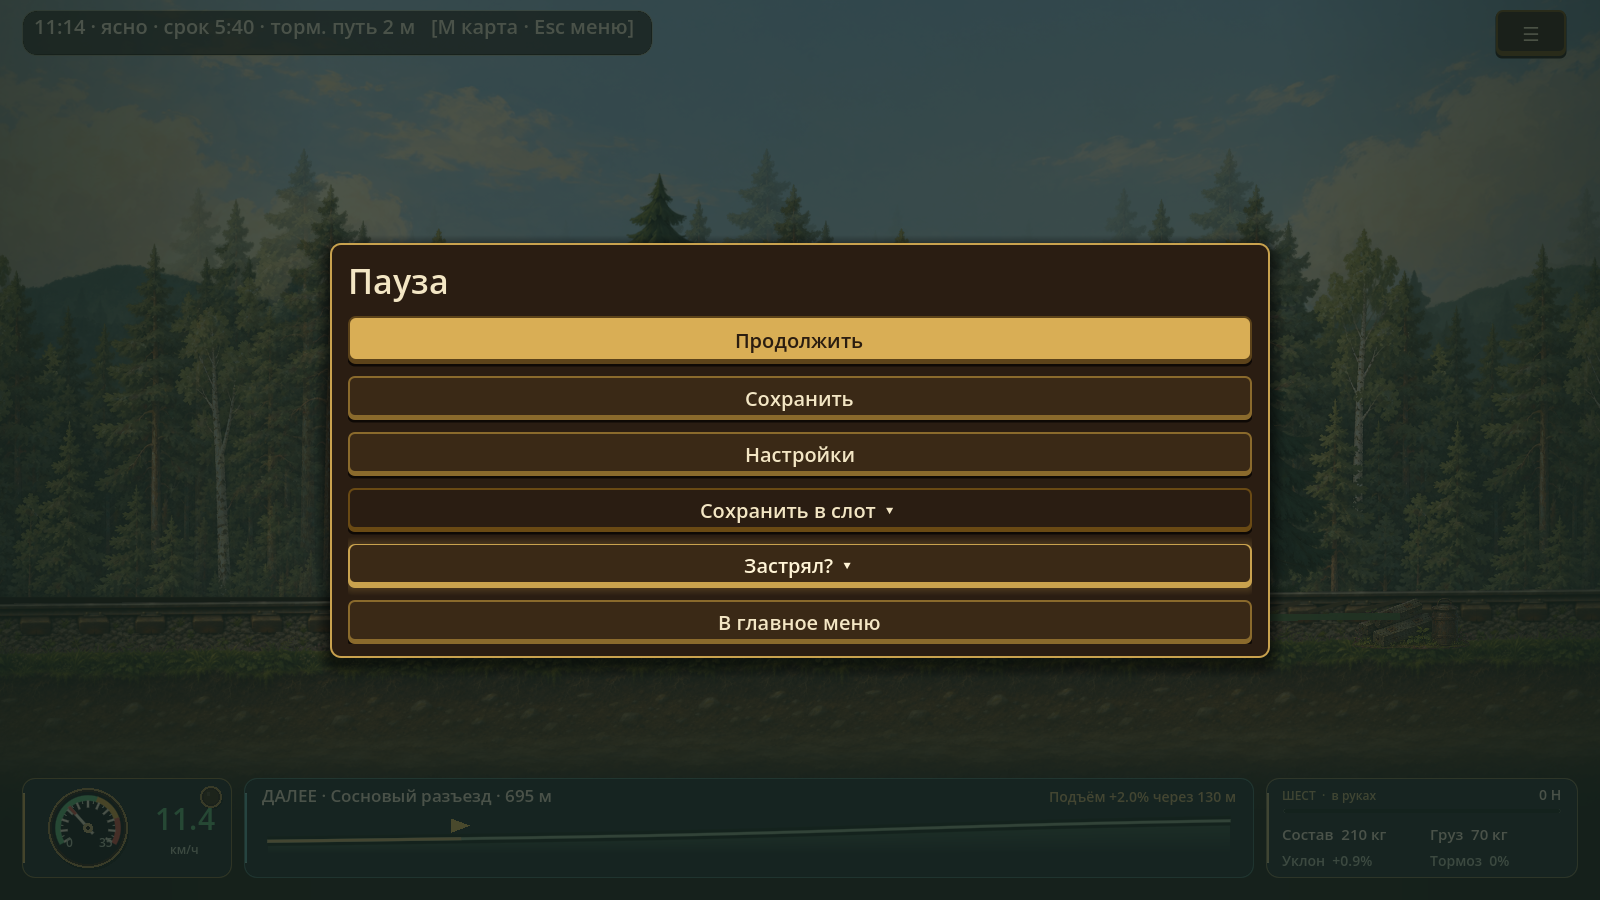 11:14 · ясно · срок 5:40 · торм. путь 2 м [М карта · Esc меню]
Пауза
Продолжить
Сохранить
Настройки
Сохранить в слот ▾
Застрял? ▾
В главное меню
11.4
км/ч
0 35
ДАЛЕЕ · Сосновый разъезд · 695 м
Подъём +2.0% через 130 м
ШЕСТ · в руках 0 Н
Состав 210 кг Груз 70 кг
Уклон +0.9% Тормоз 0%